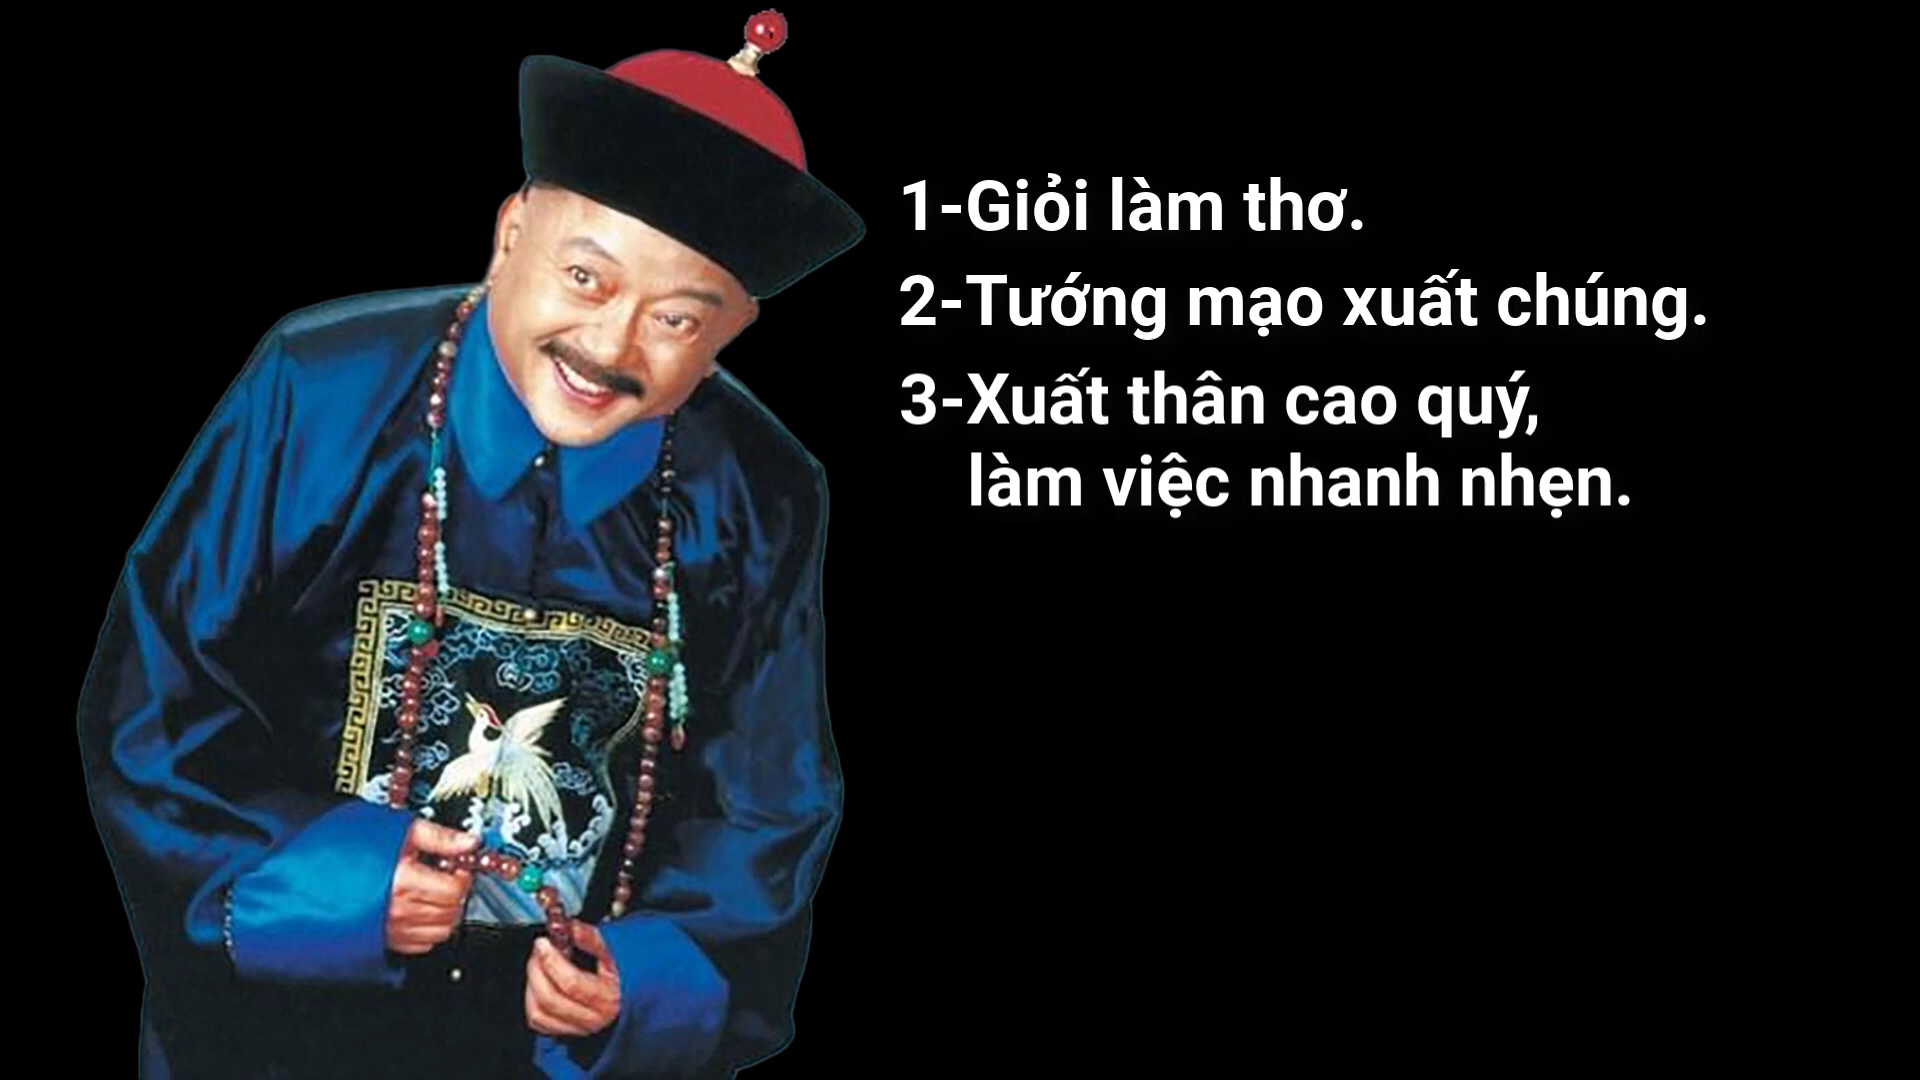 1-Giỏi làm thơ.
2-Tướng mạo xuất chúng.
3-Xuất thân cao quý,
làm việc nhanh nhẹn.